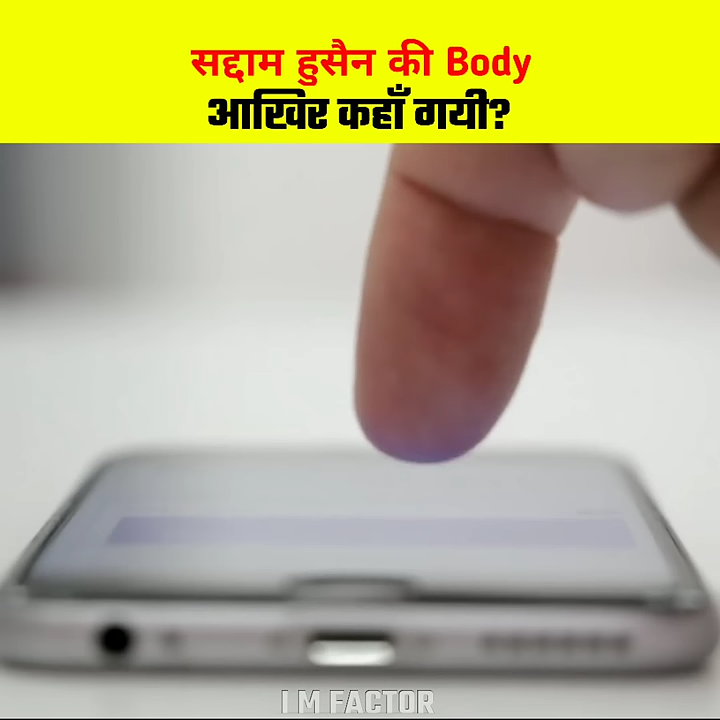 सद्दाम हुसैन की Body
आखिर कहाँ गयी?
I M FACTOR